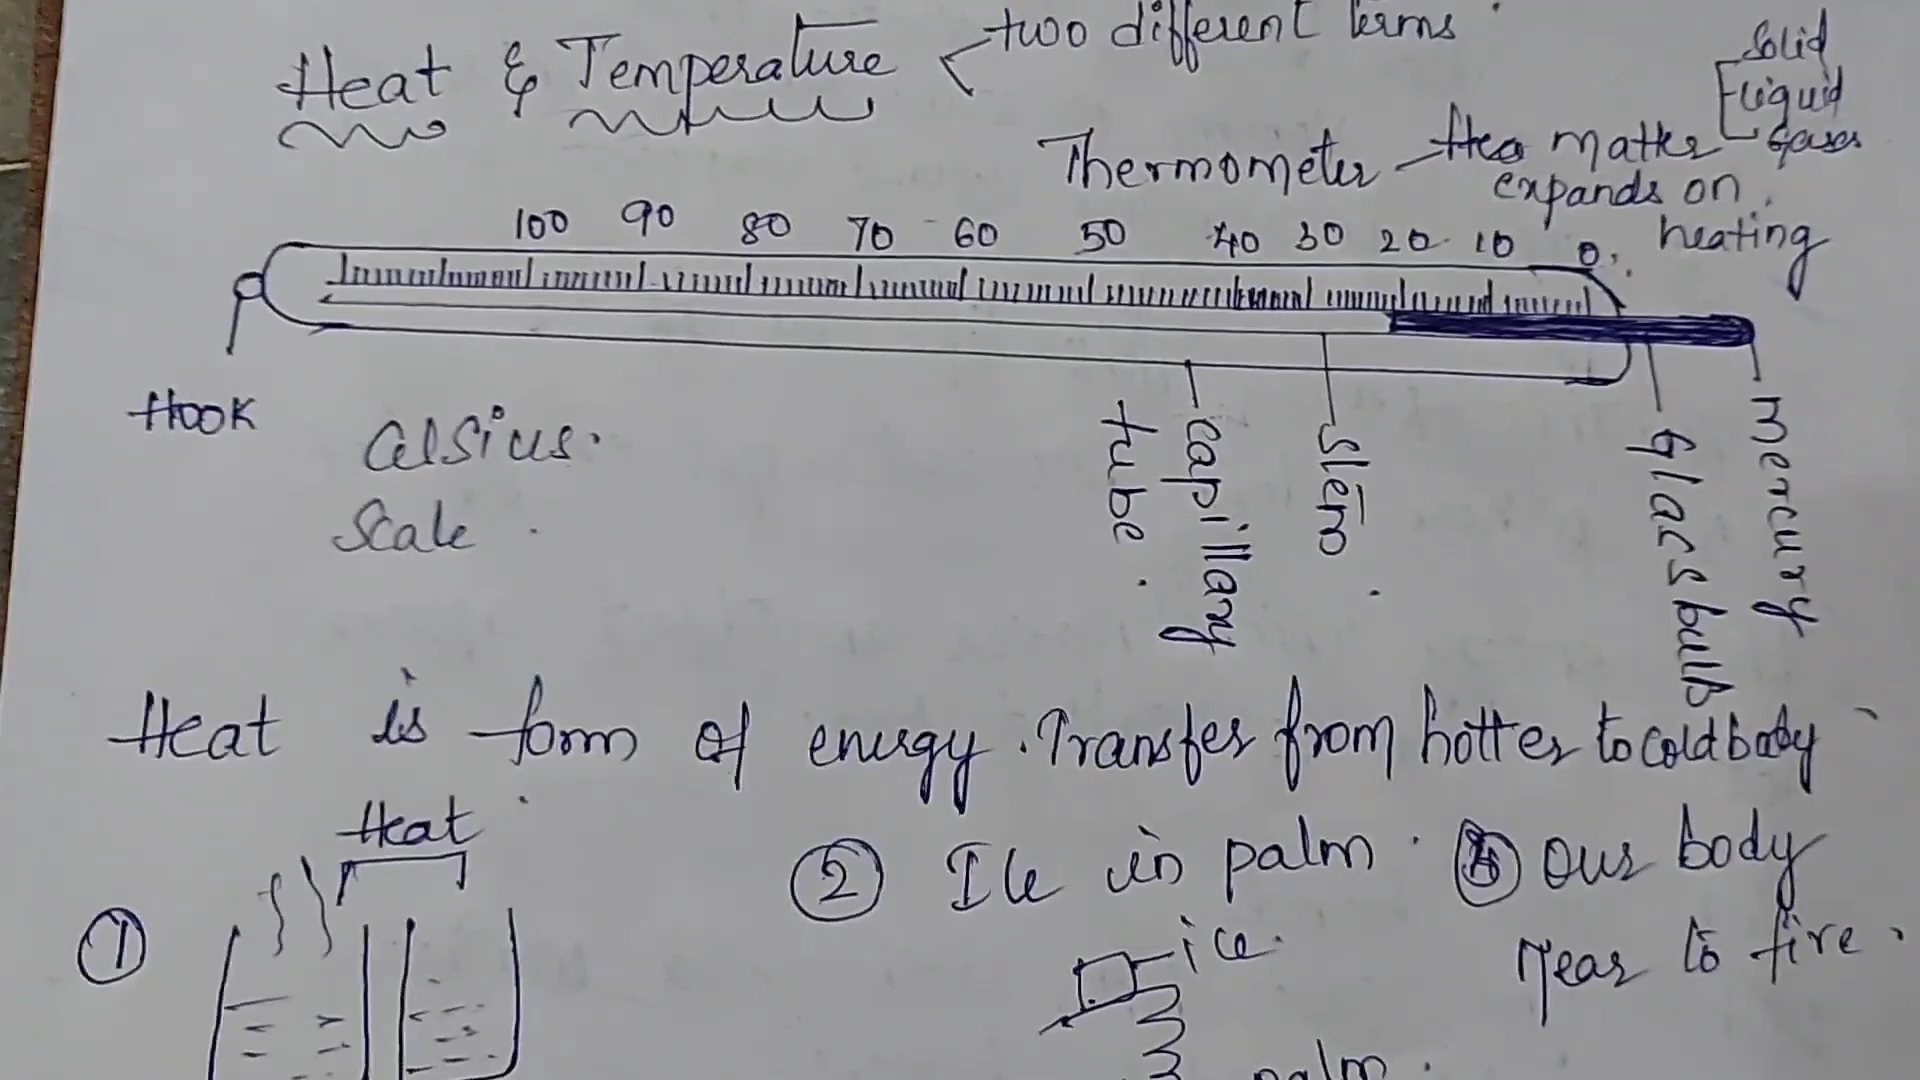 Heat & Temperature two different terms
Solid
Liquid
Gases
Thermometer - matter
expands on
heating
100 90 80 70 60 50 40 30 20 10 0
Hook
Celsius
Scale
capillary
tube
stem
glass bulb
mercury
Heat is form of energy. Transfer from hotter to cold body
Heat
① ② Ice in palm. Our body
near to fire.
ice
palm.